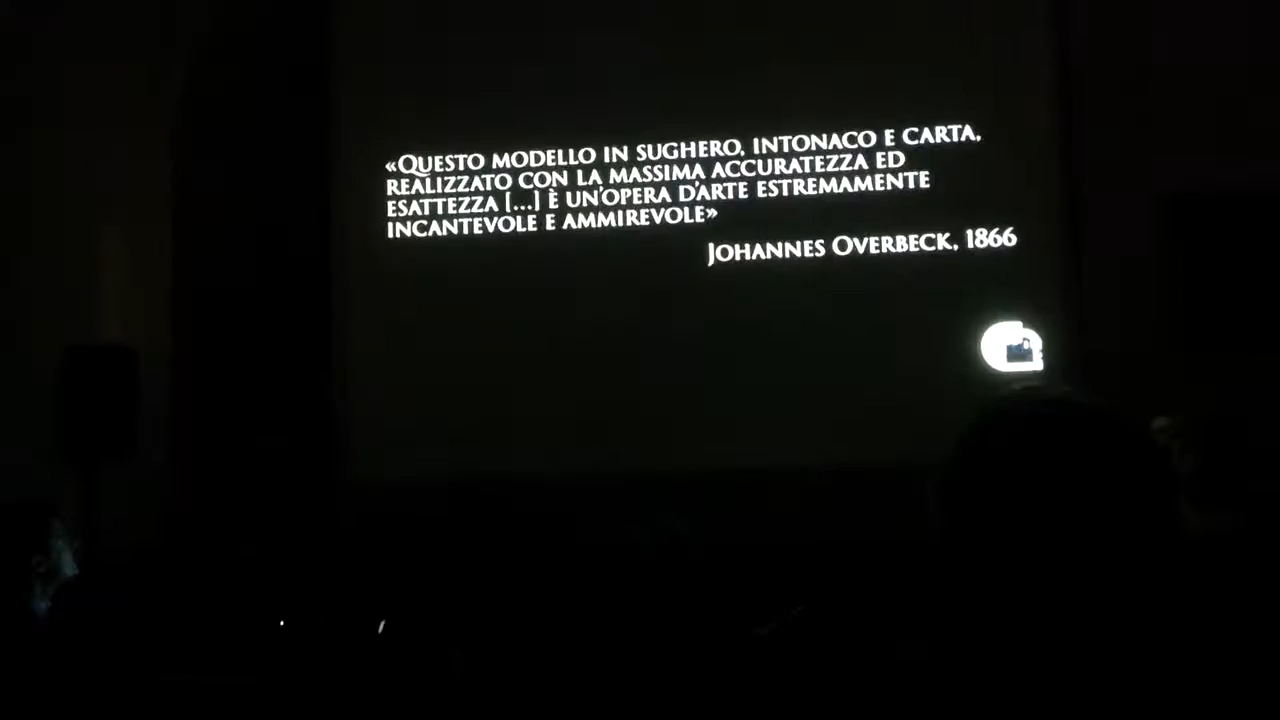 «Questo modello in sughero, intonaco e carta,
realizzato con la massima accuratezza ed
esattezza [...] è un'opera d'arte estremamente
incantevole e ammirevole»
Johannes Overbeck, 1866